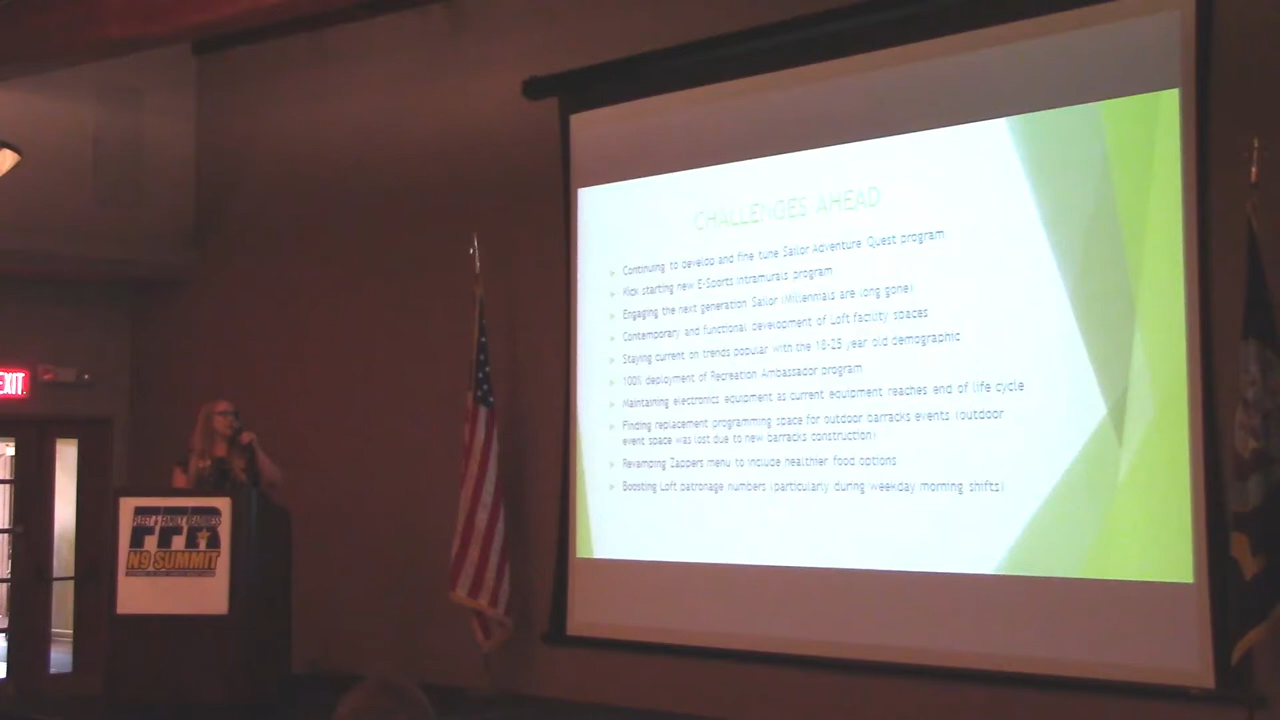 CHALLENGES AHEAD
Continuing to develop and fine tune Sailor Adventure Quest program
Kick starting new E-Sports intramurals program
Engaging the next generation Sailor (Millennials are long gone)
Contemporary and functional development of Loft facility spaces
Staying current on trends popular with the 18-25 year old demographic
100% deployment of Recreation Ambassador program
Maintaining electronics equipment as current equipment reaches end of life cycle
Finding replacement programming space for outdoor barracks events (outdoor
event space was lost due to new barracks construction)
Revamping Zappers menu to include healthier food options
Boosting Loft patronage numbers (particularly during weekday morning shifts)
EXIT
FLEET & FAMILY READINESS
FFR
N9 SUMMIT